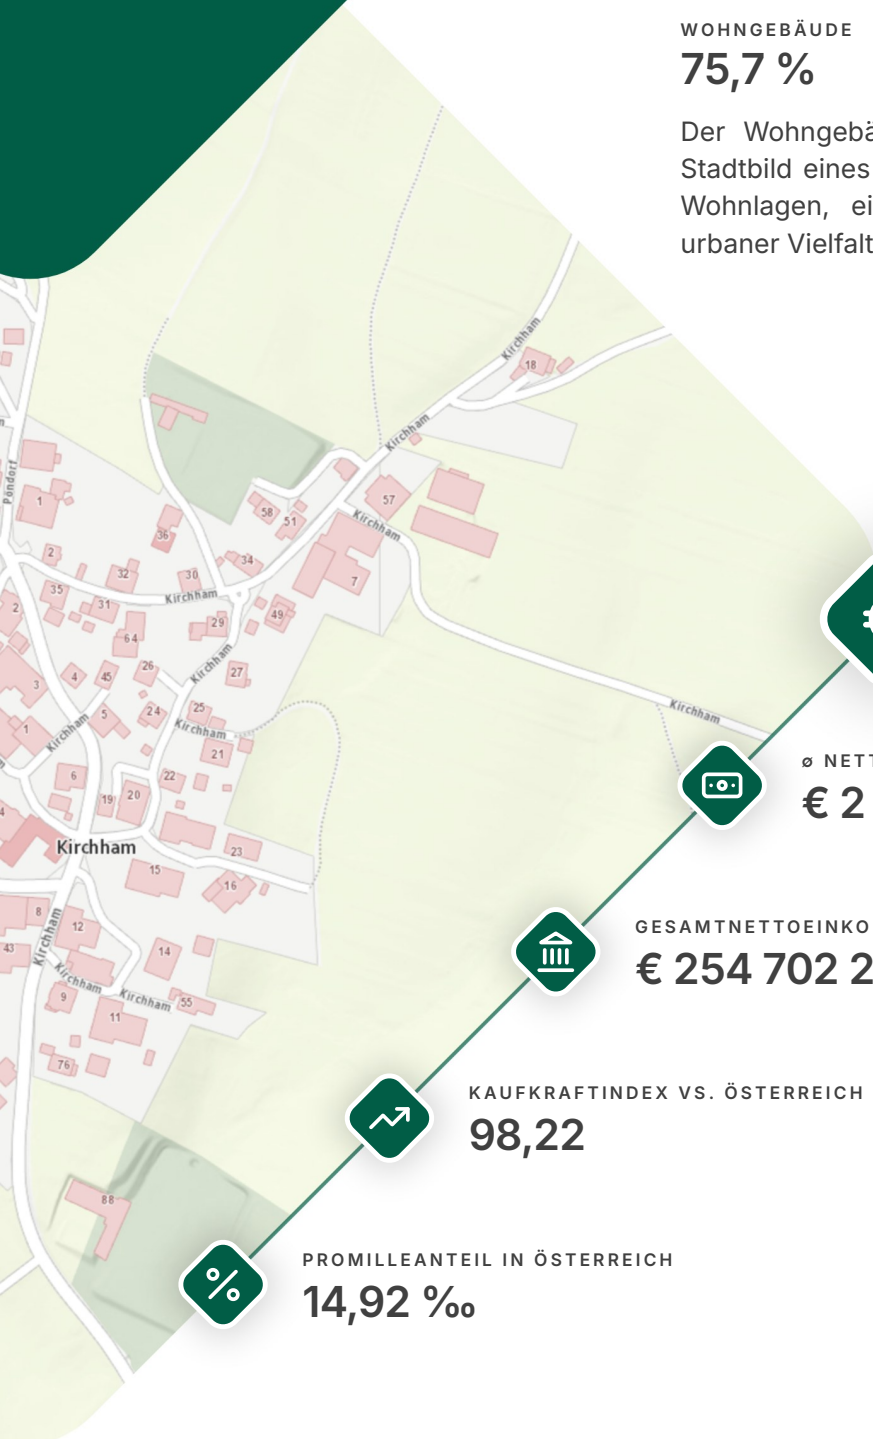 WOHNGEBÄUDE
75,7 %
Der Wohngebä
Stadtbild eines
Wohnlagen, ei
urbaner Vielfalt
Kirchham
18
Kirchham
Pöndorf
1
57
58
51
Kirchham
36
2
34
7
32
30
35
31
Kirchham
2
29
49
64
Kirchham
26
27
3
4
45
25
24
5
Kirchham
Kirchham
1
21
Kirchham
6
22
19
20
4
Kirchham
23
15
16
8
12
Kirchham
43
14
Kirchham
9
Kirchham
55
11
76
88
ø NETT
€ 2
GESAMTNETTOEINKO
€ 254 702 2
KAUFKRAFTINDEX VS. ÖSTERREICH
98,22
PROMILLEANTEIL IN ÖSTERREICH
14,92 ‰